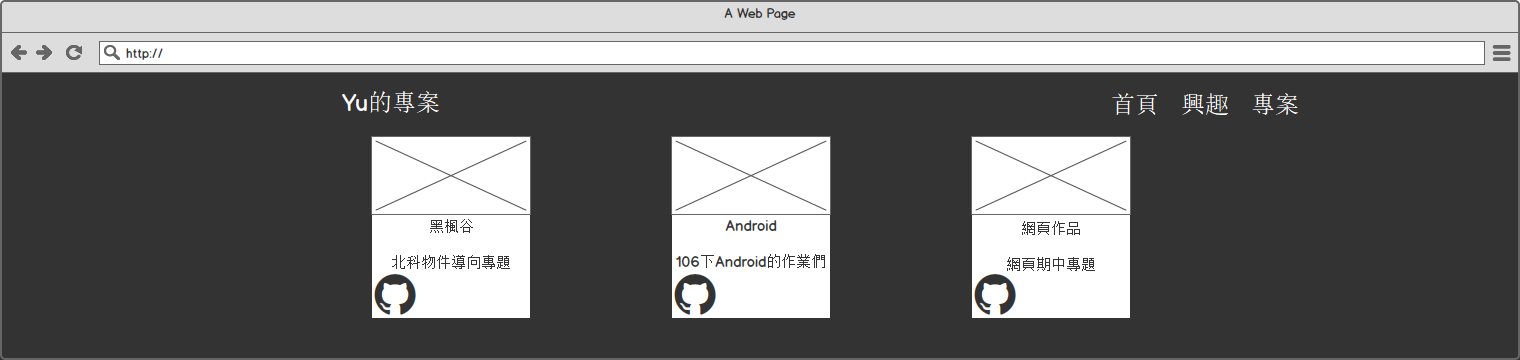 A Web Page
http://
Yu的專案
首頁 興趣 專案
黑楓谷
北科物件導向專題
Android
106下Android的作業們
網頁作品
網頁期中專題